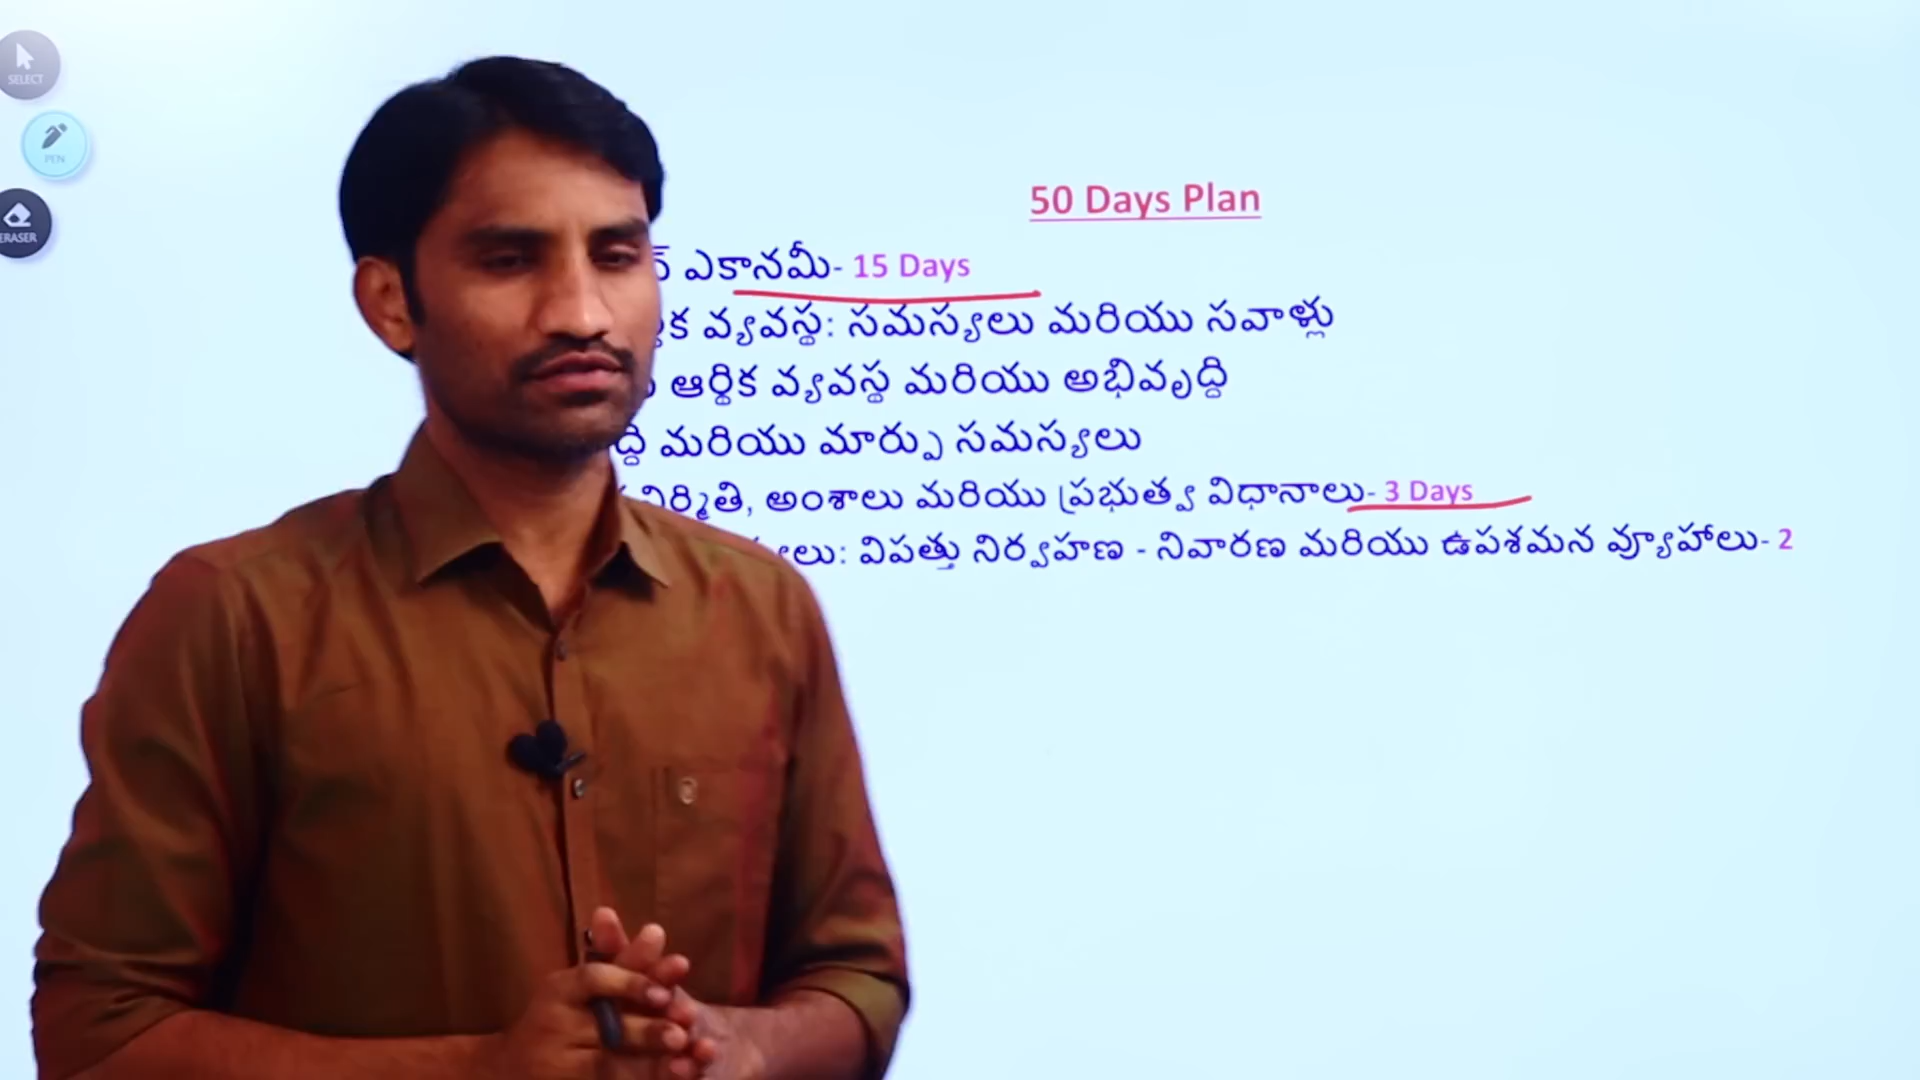 SELECT
PEN
ERASER
50 Days Plan
ఎకానమీ- 15 Days
వ్యవస్థ: సమస్యలు మరియు సవాళ్లు
ఆర్థిక వ్యవస్థ మరియు అభివృద్ధి
మరియు మార్పు సమస్యలు
అంశాలు మరియు ప్రభుత్వ విధానాలు- 3 Days
విపత్తు నిర్వహణ - నివారణ మరియు ఉపశమన వ్యూహాలు- 2